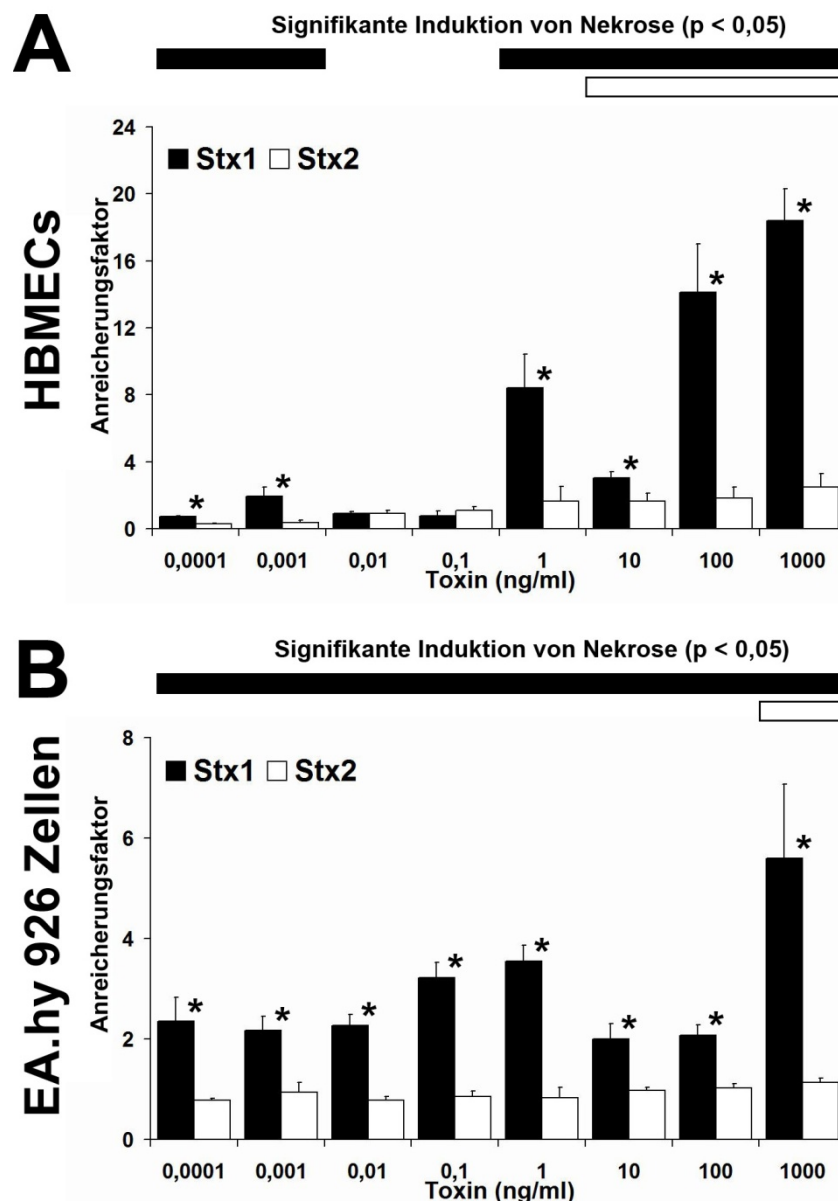 A
Signifikante Induktion von Nekrose (p < 0,05)
HBMECs
Anreicherungsfaktor
24
20
16
12
8
4
0
Stx1 Stx2
* * * * * *
0,0001 0,001 0,01 0,1 1 10 100 1000
Toxin (ng/ml)
B
Signifikante Induktion von Nekrose (p < 0,05)
EA.hy 926 Zellen
Anreicherungsfaktor
8
6
4
2
0
Stx1 Stx2
* * * * * * * *
0,0001 0,001 0,01 0,1 1 10 100 1000
Toxin (ng/ml)